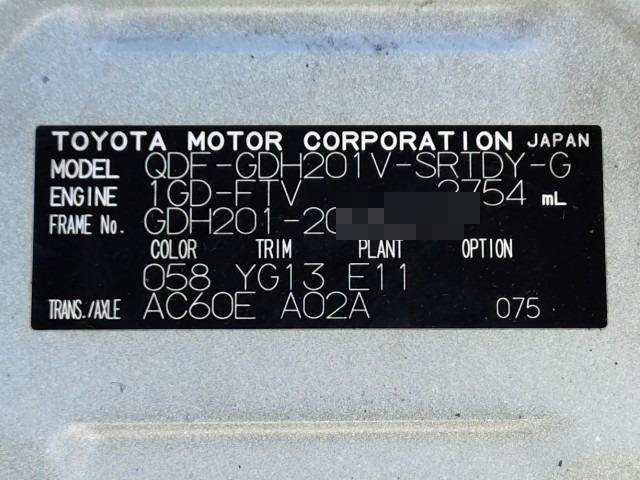 TOYOTA MOTOR CORPORATION JAPAN
MODEL QDF-GDH201V-SRTDY-G
ENGINE 1GD-FTV 2754 mL
FRAME No. GDH201-20
COLOR TRIM PLANT OPTION
058 YG13 E11
TRANS./AXLE AC60E A02A 075